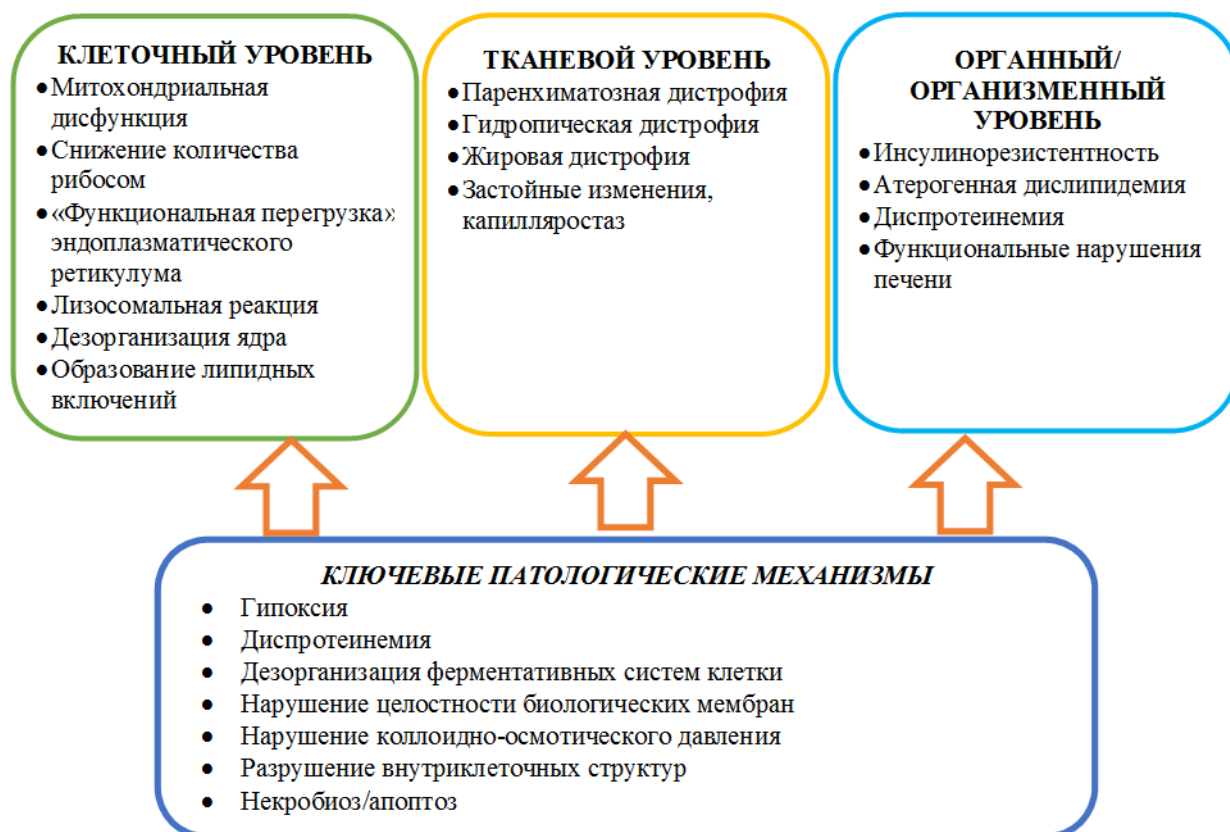 КЛЕТОЧНЫЙ УРОВЕНЬ
● Митохондриальная
дисфункция
● Снижение количества
рибосом
● «Функциональная перегрузка»
эндоплазматического
ретикулума
● Лизосомальная реакция
● Дезорганизация ядра
● Образование липидных
включений
ТКАНЕВОЙ УРОВЕНЬ
● Паренхиматозная дистрофия
● Гидропическая дистрофия
● Жировая дистрофия
● Застойные изменения,
капилляростаз
ОРГАННЫЙ/
ОРГАНИЗМЕННЫЙ
УРОВЕНЬ
● Инсулинорезистентность
● Атерогенная дислипидемия
● Диспротеинемия
● Функциональные нарушения
печени
КЛЮЧЕВЫЕ ПАТОЛОГИЧЕСКИЕ МЕХАНИЗМЫ
● Гипоксия
● Диспротеинемия
● Дезорганизация ферментативных систем клетки
● Нарушение целостности биологических мембран
● Нарушение коллоидно-осмотического давления
● Разрушение внутриклеточных структур
● Некробиоз/апоптоз